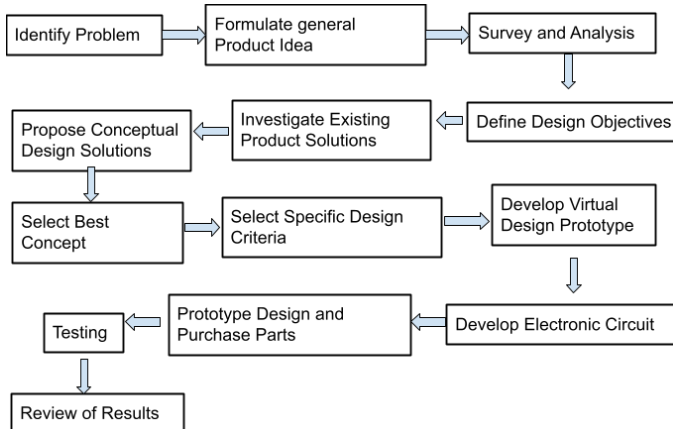 Identify Problem
Formulate general
Product Idea
Survey and Analysis
Define Design Objectives
Investigate Existing
Product Solutions
Propose Conceptual
Design Solutions
Select Best
Concept
Select Specific Design
Criteria
Develop Virtual
Design Prototype
Develop Electronic Circuit
Prototype Design and
Purchase Parts
Testing
Review of Results